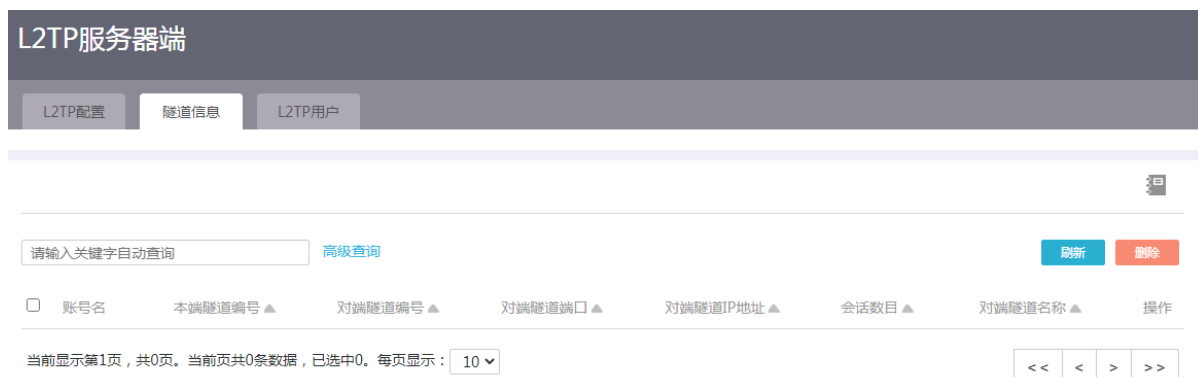 L2TP服务器端
L2TP配置 隧道信息 L2TP用户
请输入关键字自动查询 高级查询 刷新 删除
账号名 本端隧道编号 对端隧道编号 对端隧道端口 对端隧道IP地址 会话数目 对端隧道名称 操作
当前显示第1页，共0页。当前页共0条数据，已选中0。每页显示： 10 << < > >>